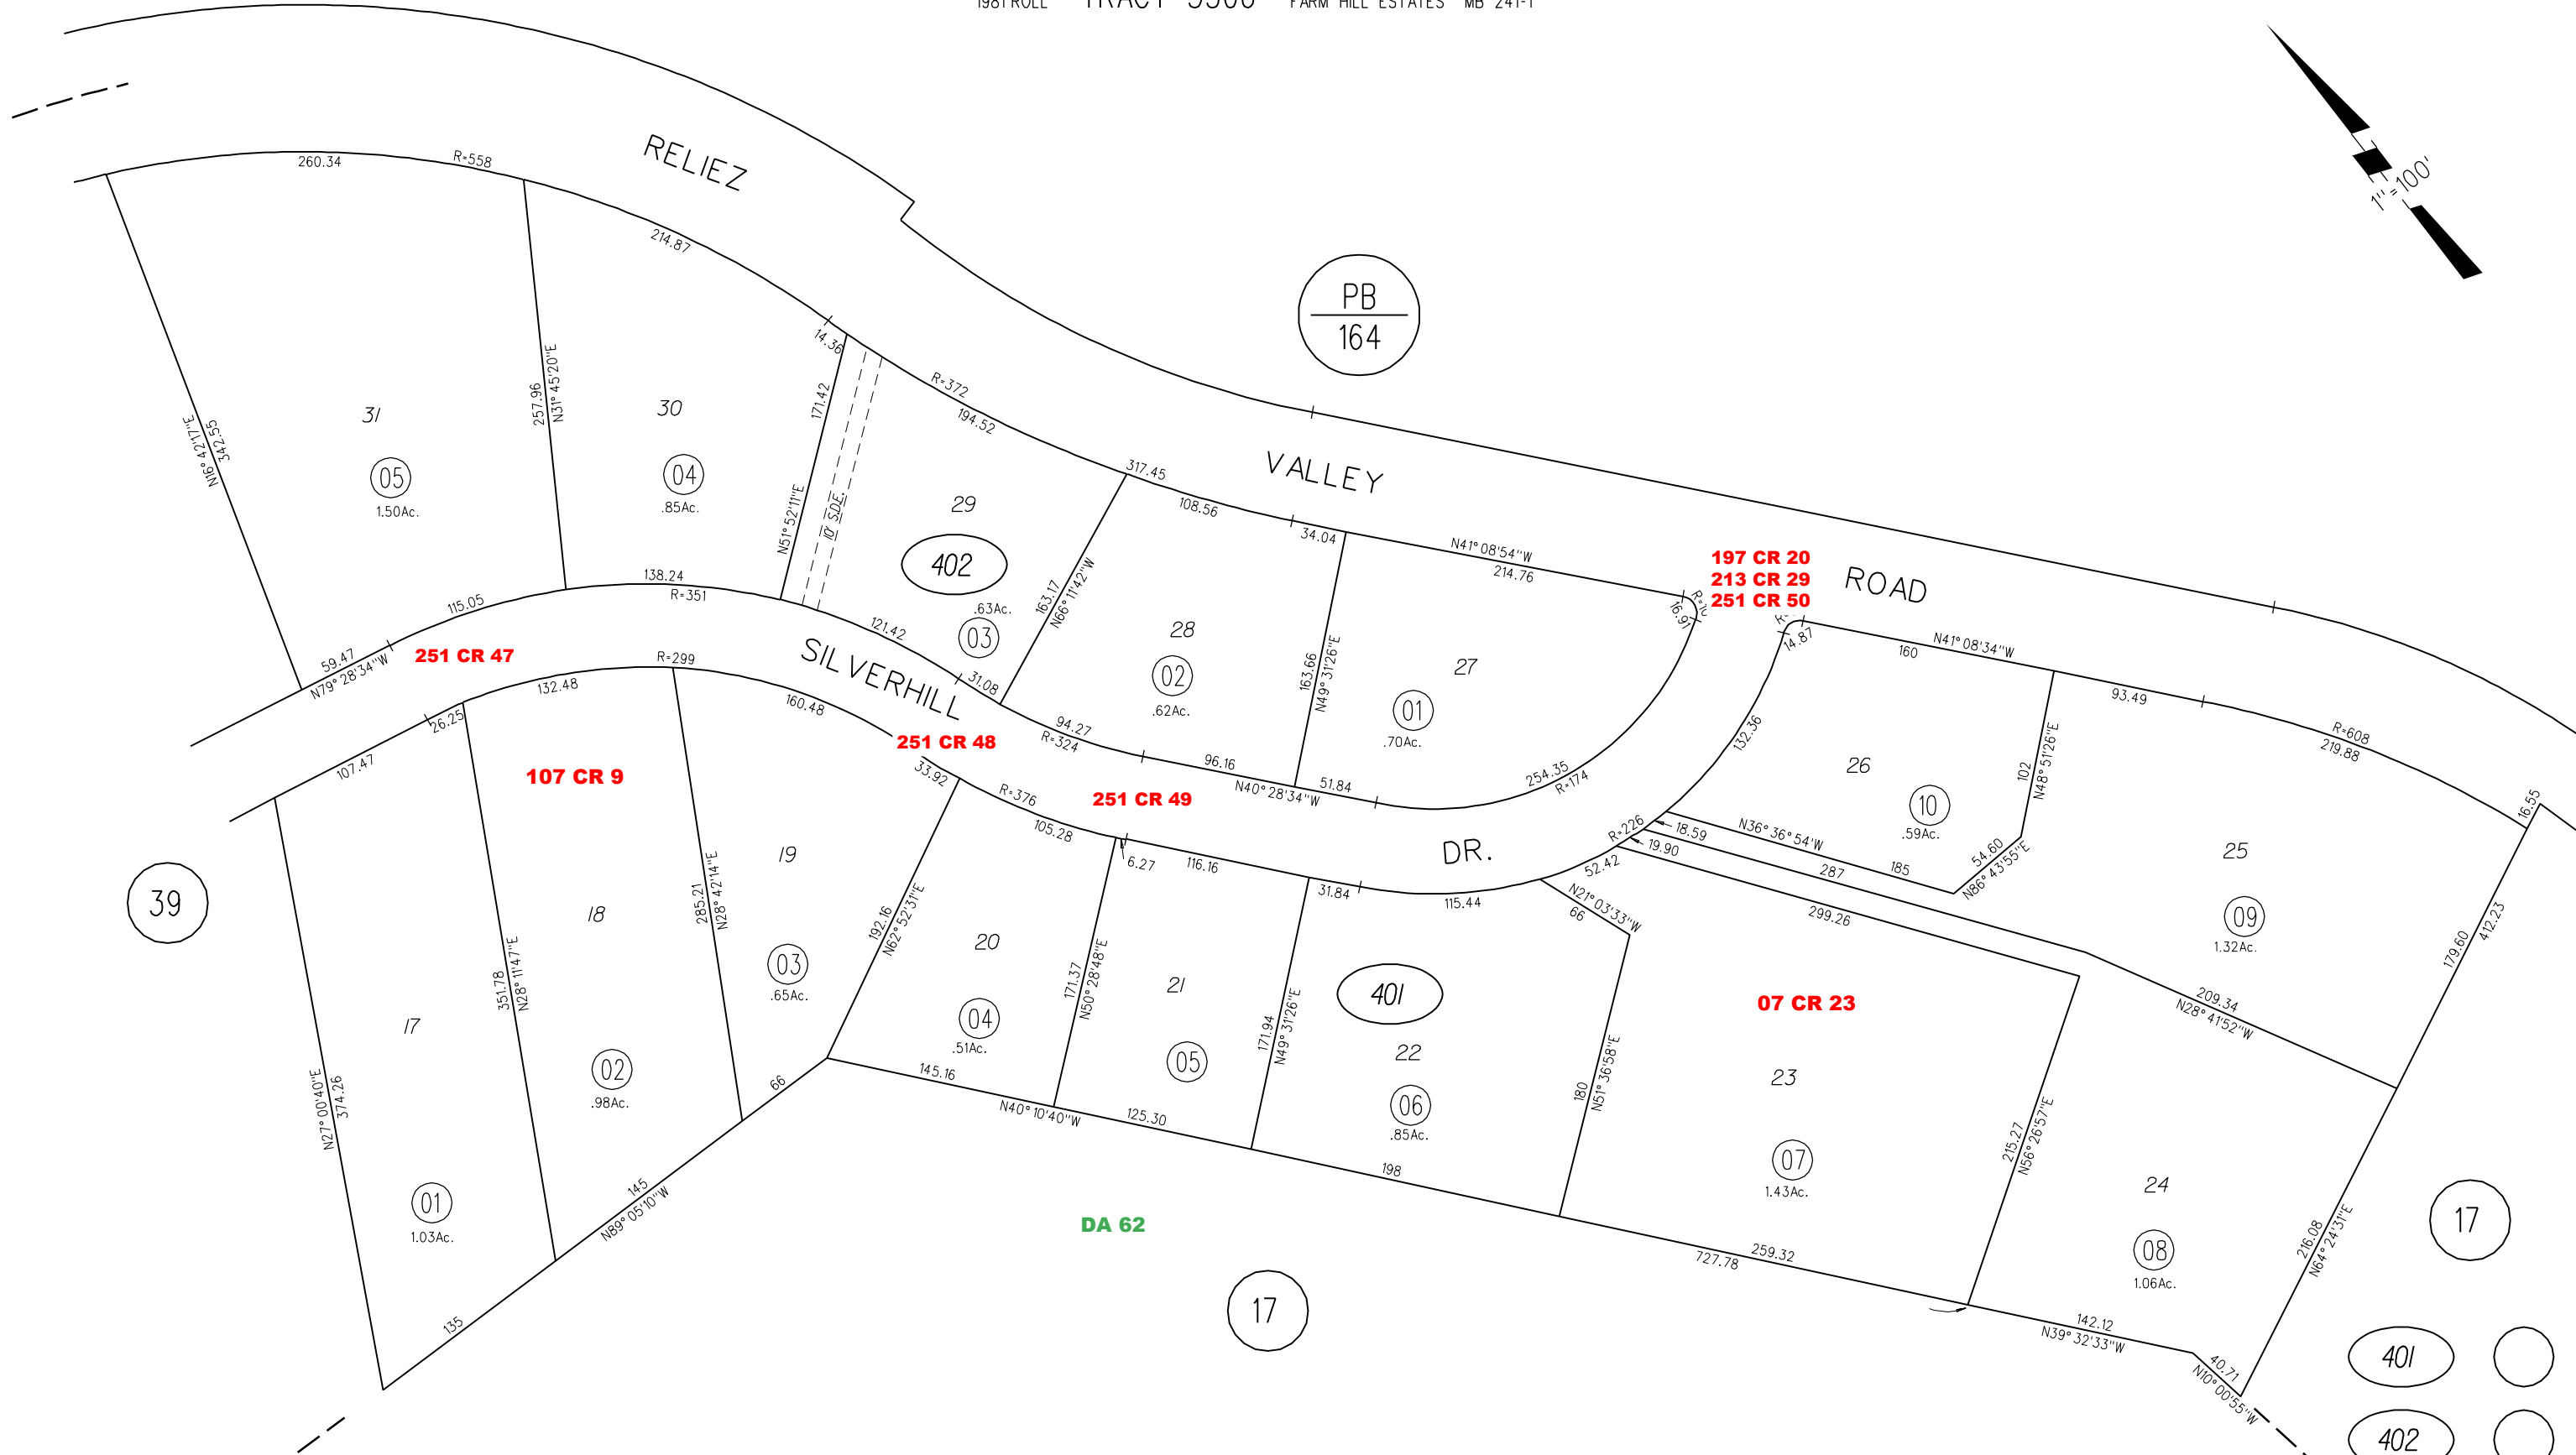 1981 ROLL TRACT FARM HILL ESTATES MB 241-1
1"=100'
RELIEZ
VALLEY
ROAD
SILVERHILL
DR.
PB
164
260.34
R=558
214.87
14.36
R=372
194.52
317.45
108.56
34.04
N41°08'54"W
214.76
16.97
14.87
N41°08'34"W
160
93.49
R=608
219.88
16.55
N16°42'17"E
342.55
31
05
1.50Ac.
257.96
N31°45'20"E
30
04
.85Ac.
171.42
N51°52'11"E
10' S.D.E.
29
402
.63Ac.
03
163.17
N66°11'42"W
28
02
.62Ac.
163.66
N49°31'26"E
27
01
.70Ac.
197 CR 20
213 CR 29
251 CR 50
132.36
26
10
.59Ac.
102
N48°51'26"E
54.60
N86°43'55"E
25
09
1.32Ac.
179.60
412.23
59.47
N79°28'34"W
115.05
138.24
R=351
121.42
31.08
94.27
R=324
96.16
N40°28'34"W
51.84
254.35
R=174
251 CR 47
251 CR 48
251 CR 49
107.47
26.25
132.48
R=299
160.48
33.92
R=376
105.28
6.27
116.16
31.84
115.44
52.42
R=226
18.59
19.90
N36°36'54"W
185
287
299.26
209.34
N28°41'52"W
107 CR 9
39
N27°00'40"E
374.26
17
01
1.03Ac.
351.78
N28°11'47"E
18
02
.98Ac.
285.21
N28°42'14"E
19
03
.65Ac.
192.16
N62°52'31"E
20
04
.51Ac.
171.37
N50°28'48"E
21
05
171.94
N49°31'26"E
401
22
06
.85Ac.
N21°03'33"W
66
180
N51°36'58"E
07 CR 23
23
07
1.43Ac.
215.27
N56°26'57"E
24
08
1.06Ac.
216.08
N64°24'31"E
17
135
145
N89°05'10"W
66
145.16
N40°10'40"W
125.30
198
727.78
259.32
142.12
N39°32'33"W
40.71
N10°00'55"W
DA 62
17
401
402